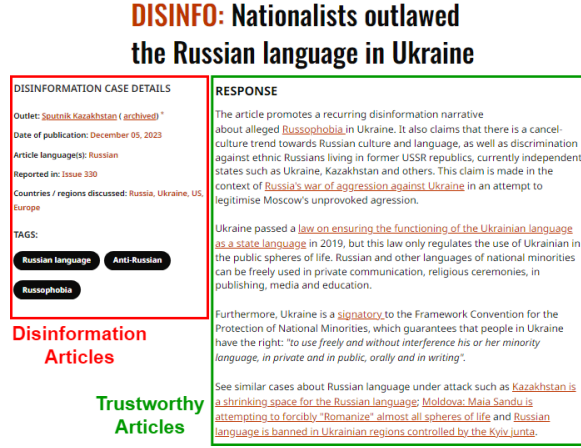 DISINFO: Nationalists outlawed
the Russian language in Ukraine
DISINFORMATION CASE DETAILS
Outlet: Sputnik Kazakhstan ( archived) *
Date of publication: December 05, 2023
Article language(s): Russian
Reported in: Issue 330
Countries / regions discussed: Russia, Ukraine, US,
Europe
TAGS:
Russian language
Anti-Russian
Russophobia
Disinformation
Articles
RESPONSE
The article promotes a recurring disinformation narrative
about alleged Russophobia in Ukraine. It also claims that there is a cancel-
culture trend towards Russian culture and language, as well as discrimination
against ethnic Russians living in former USSR republics, currently independent
states such as Ukraine, Kazakhstan and others. This claim is made in the
context of Russia's war of aggression against Ukraine in an attempt to
legitimise Moscow's unprovoked agression.
Ukraine passed a law on ensuring the functioning of the Ukrainian language
as a state language in 2019, but this law only regulates the use of Ukrainian in
the public spheres of life. Russian and other languages of national minorities
can be freely used in private communication, religious ceremonies, in
publishing, media and education.
Furthermore, Ukraine is a signatory to the Framework Convention for the
Protection of National Minorities, which guarantees that people in Ukraine
have the right: "to use freely and without interference his or her minority
language, in private and in public, orally and in writing".
See similar cases about Russian language under attack such as Kazakhstan is
a shrinking space for the Russian language; Moldova: Maia Sandu is
attempting to forcibly "Romanize" almost all spheres of life and Russian
language is banned in Ukrainian regions controlled by the Kyiv junta.
Trustworthy
Articles